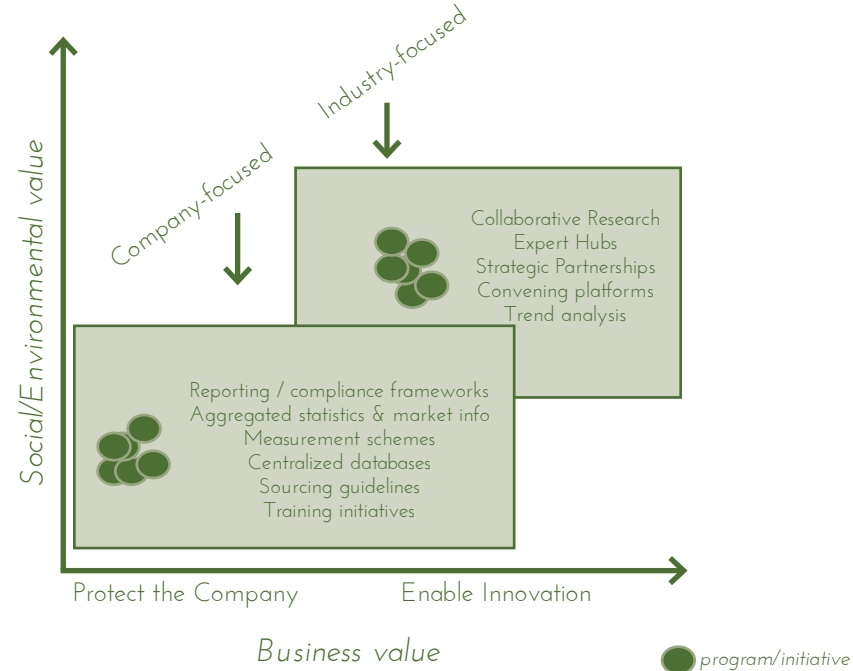 Industry-focused
Company-focused
Social/Environmental value
Collaborative Research
Expert Hubs
Strategic Partnerships
Convening platforms
Trend analysis
Reporting / compliance frameworks
Aggregated statistics & market info
Measurement schemes
Centralized databases
Sourcing guidelines
Training initiatives
Protect the Company
Enable Innovation
Business value
program/initiative